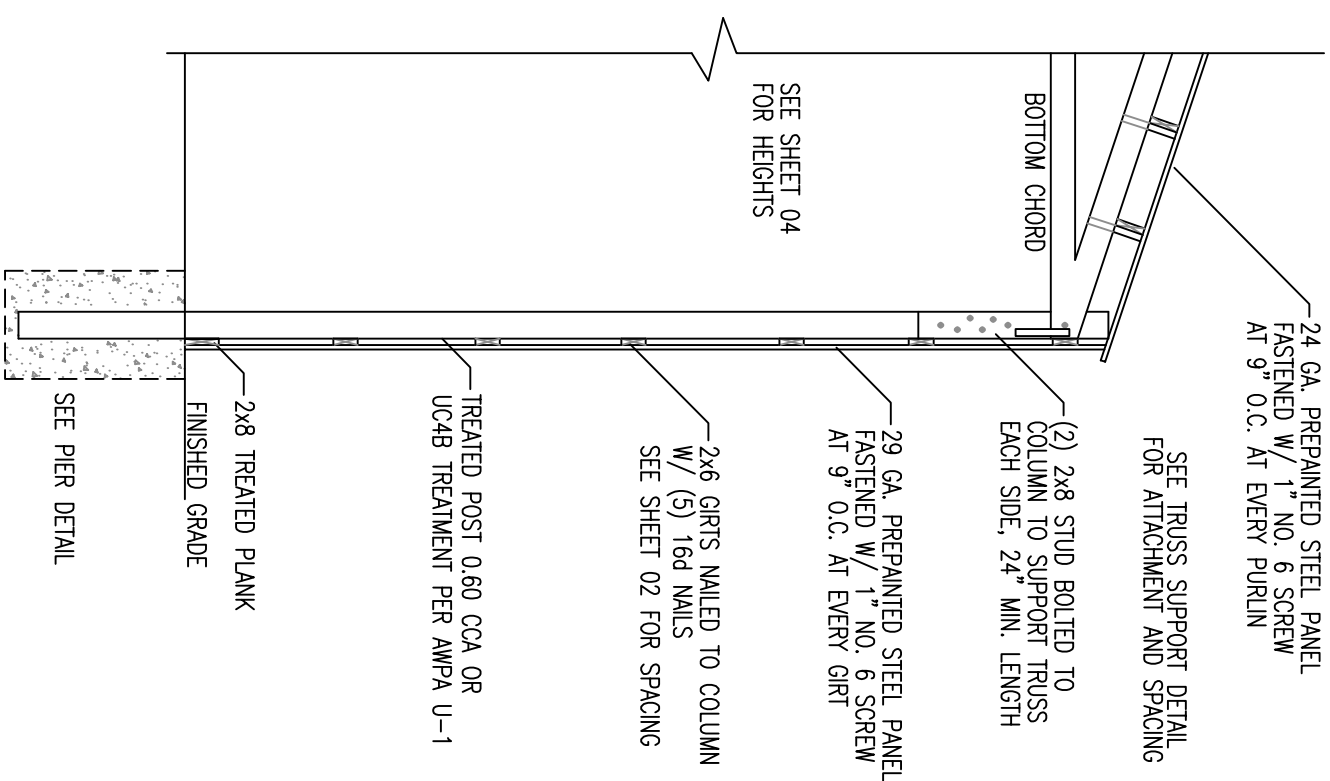 24 GA. PREPAINTED STEEL PANEL
FASTENED W/ 1" NO. 6 SCREW
AT 9" O.C. AT EVERY PURLIN
SEE TRUSS SUPPORT DETAIL
FOR ATTACHMENT AND SPACING
BOTTOM CHORD
(2) 2x8 STUD BOLTED TO
COLUMN TO SUPPORT TRUSS
EACH SIDE, 24" MIN. LENGTH
29 GA. PREPAINTED STEEL PANEL
FASTENED W/ 1" NO. 6 SCREW
AT 9" O.C. AT EVERY GIRT
SEE SHEET 04
FOR HEIGHTS
2x6 GIRTS NAILED TO COLUMN
W/ (5) 16d NAILS
SEE SHEET 02 FOR SPACING
TREATED POST 0.60 CCA OR
UC4B TREATMENT PER AWPA U-1
2x8 TREATED PLANK
FINISHED GRADE
SEE PIER DETAIL